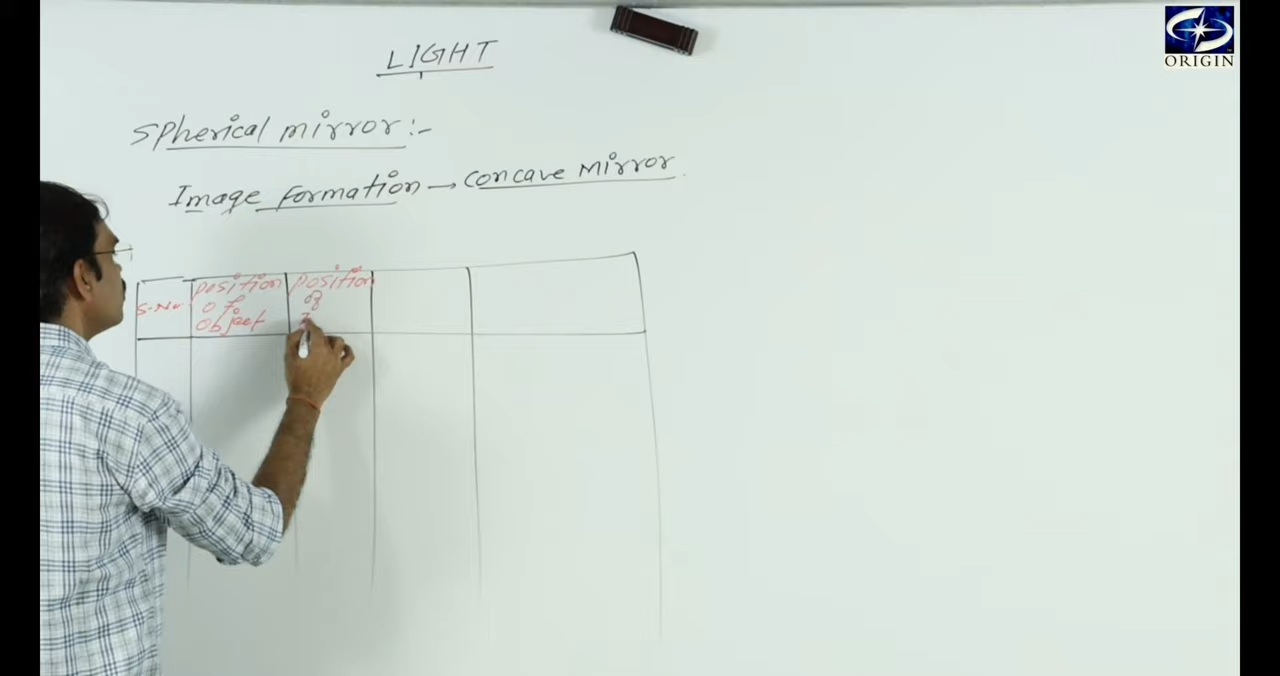 LIGHT
Spherical mirror:-
Image Formation → Concave Mirror
S.No
Position
of
object
Position
of
ORIGIN